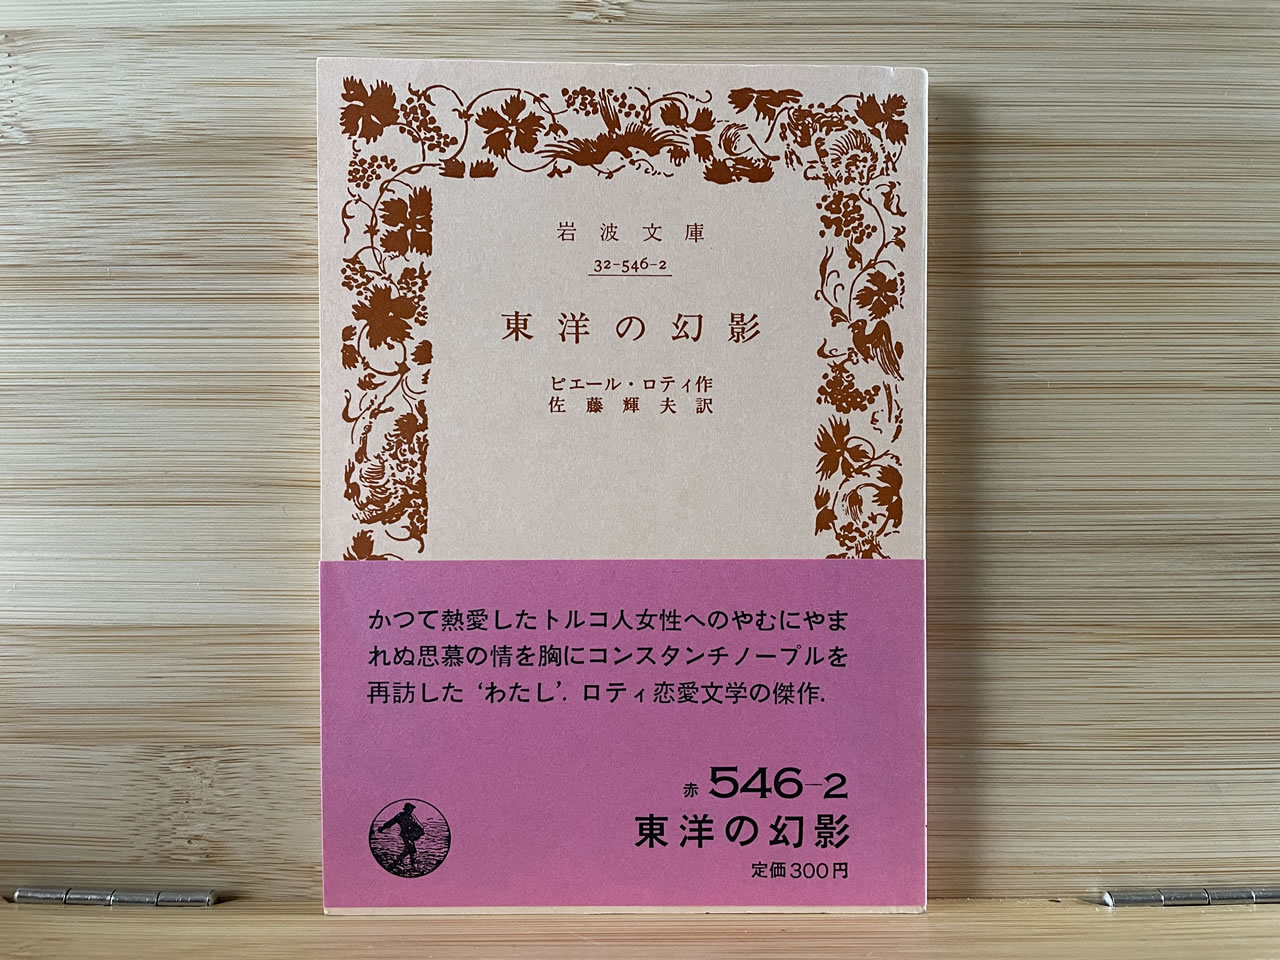 岩波文庫
32-546-2
東洋の幻影
ピエール・ロティ作
佐藤輝夫訳
かつて熱愛したトルコ人女性へのやむにやま
れぬ思慕の情を胸にコンスタンチノープルを
再訪した‘わたし’. ロティ恋愛文学の傑作.
赤 546-2
東洋の幻影
定価300円